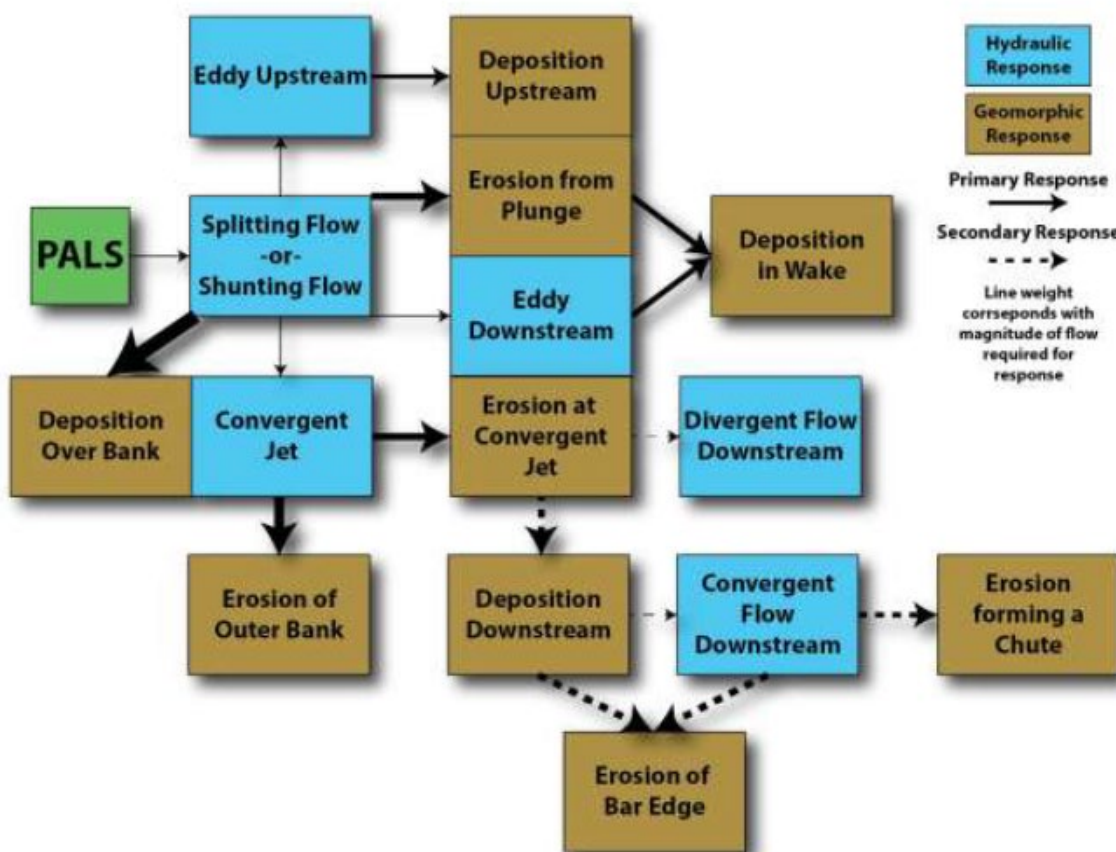 Eddy Upstream
Deposition
Upstream
Hydraulic
Response
Geomorphic
Response
Primary Response
Secondary Response
Line weight
corrseponds with
magnitude of flow
required for
response
PALS
Splitting Flow
-or-
Shunting Flow
Erosion from
Plunge
Eddy
Downstream
Deposition
in Wake
Deposition
Over Bank
Convergent
Jet
Erosion at
Convergent
Jet
Divergent Flow
Downstream
Erosion of
Outer Bank
Deposition
Downstream
Convergent
Flow
Downstream
Erosion
forming a
Chute
Erosion of
Bar Edge